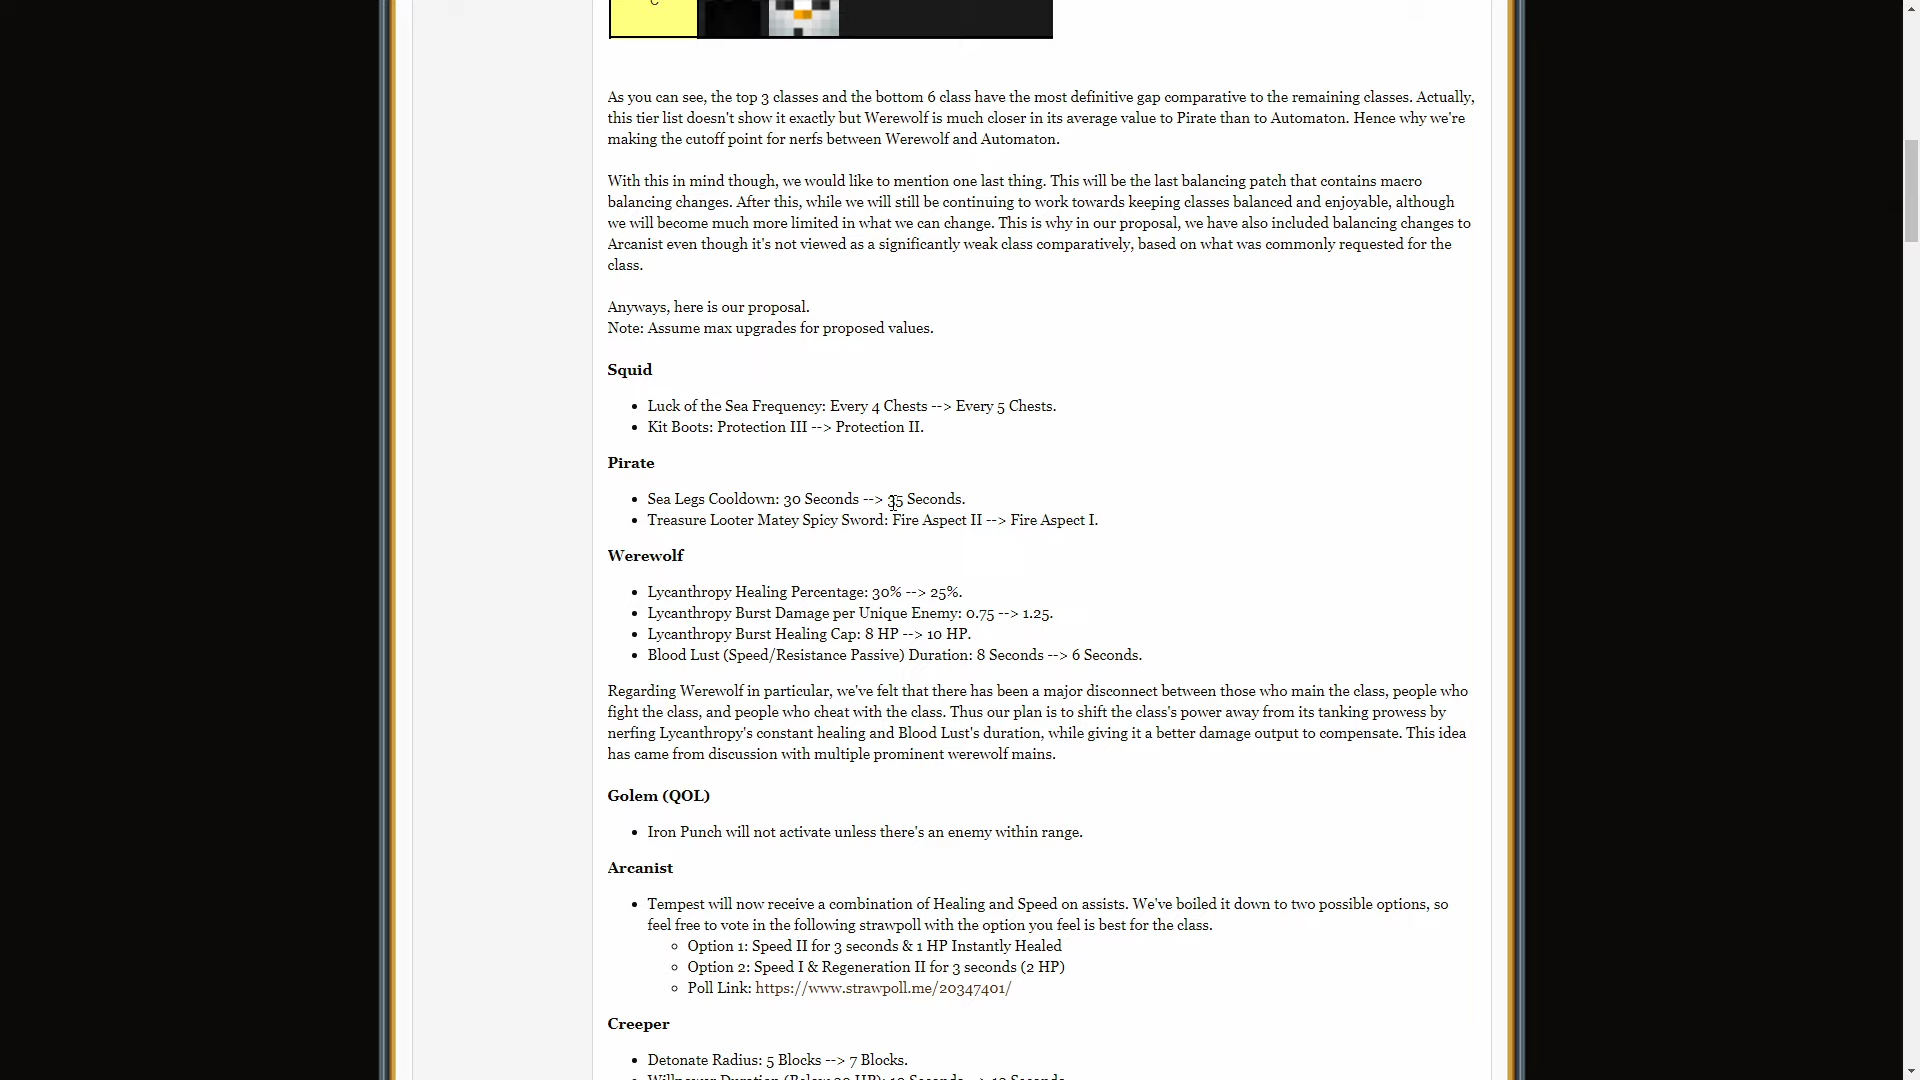 C
As you can see, the top 3 classes and the bottom 6 class have the most definitive gap comparative to the remaining classes. Actually,
this tier list doesn't show it exactly but Werewolf is much closer in its average value to Pirate than to Automaton. Hence why we're
making the cutoff point for nerfs between Werewolf and Automaton.
With this in mind though, we would like to mention one last thing. This will be the last balancing patch that contains macro
balancing changes. After this, while we will still be continuing to work towards keeping classes balanced and enjoyable, although
we will become much more limited in what we can change. This is why in our proposal, we have also included balancing changes to
Arcanist even though it's not viewed as a significantly weak class comparatively, based on what was commonly requested for the
class.
Anyways, here is our proposal.
Note: Assume max upgrades for proposed values.
Squid
• Luck of the Sea Frequency: Every 4 Chests --> Every 5 Chests.
• Kit Boots: Protection III --> Protection II.
Pirate
• Sea Legs Cooldown: 30 Seconds --> 35 Seconds.
• Treasure Looter Matey Spicy Sword: Fire Aspect II --> Fire Aspect I.
Werewolf
• Lycanthropy Healing Percentage: 30% --> 25%.
• Lycanthropy Burst Damage per Unique Enemy: 0.75 --> 1.25.
• Lycanthropy Burst Healing Cap: 8 HP --> 10 HP.
• Blood Lust (Speed/Resistance Passive) Duration: 8 Seconds --> 6 Seconds.
Regarding Werewolf in particular, we've felt that there has been a major disconnect between those who main the class, people who
fight the class, and people who cheat with the class. Thus our plan is to shift the class's power away from its tanking prowess by
nerfing Lycanthropy's constant healing and Blood Lust's duration, while giving it a better damage output to compensate. This idea
has came from discussion with multiple prominent werewolf mains.
Golem (QOL)
• Iron Punch will not activate unless there's an enemy within range.
Arcanist
• Tempest will now receive a combination of Healing and Speed on assists. We've boiled it down to two possible options, so
feel free to vote in the following strawpoll with the option you feel is best for the class.
◦ Option 1: Speed II for 3 seconds & 1 HP Instantly Healed
◦ Option 2: Speed I & Regeneration II for 3 seconds (2 HP)
◦ Poll Link: https://www.strawpoll.me/20347401/
Creeper
• Detonate Radius: 5 Blocks --> 7 Blocks.